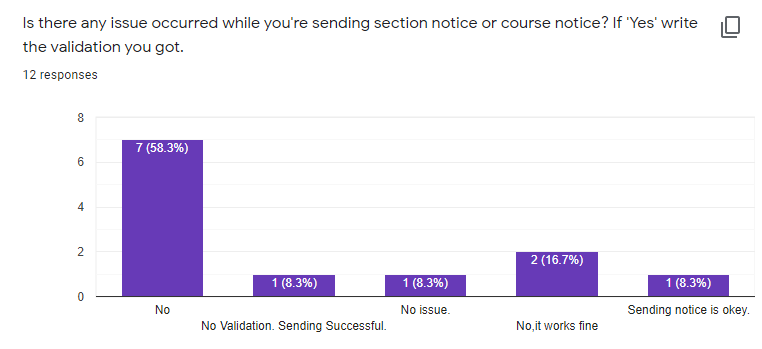 Is there any issue occurred while you're sending section notice or course notice? If 'Yes' write
the validation you got.
12 responses
8
6
4
2
0
7 (58.3%)
1 (8.3%)
1 (8.3%)
2 (16.7%)
1 (8.3%)
No
No Validation. Sending Successful.
No issue.
No,it works fine
Sending notice is okey.